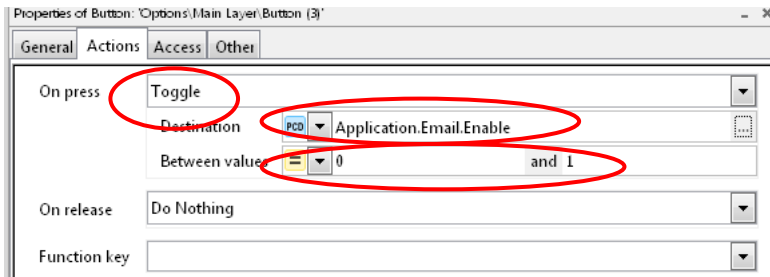 Properties of Button: 'Options\Main Layer\Button (3)'
General Actions Access Other
On press Toggle
Destination PCD Application.Email.Enable ...
Between values = 0 and 1
On release Do Nothing
Function key